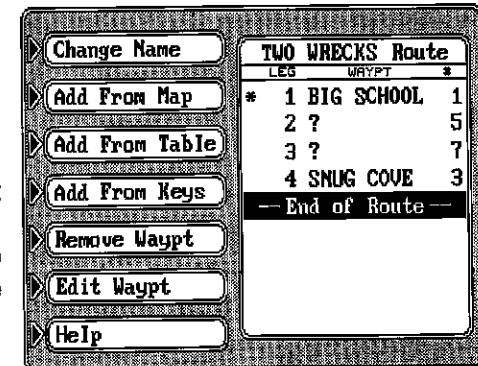 Change Name
Add From Map
Add From Table
Add From Keys
Remove Waypt
Edit Waypt
Help
TWO WRECKS Route
LEG WAYPT *
* 1 BIG SCHOOL 1
2 ? 5
3 ? 7
4 SNUG COVE 3
-- End of Route --